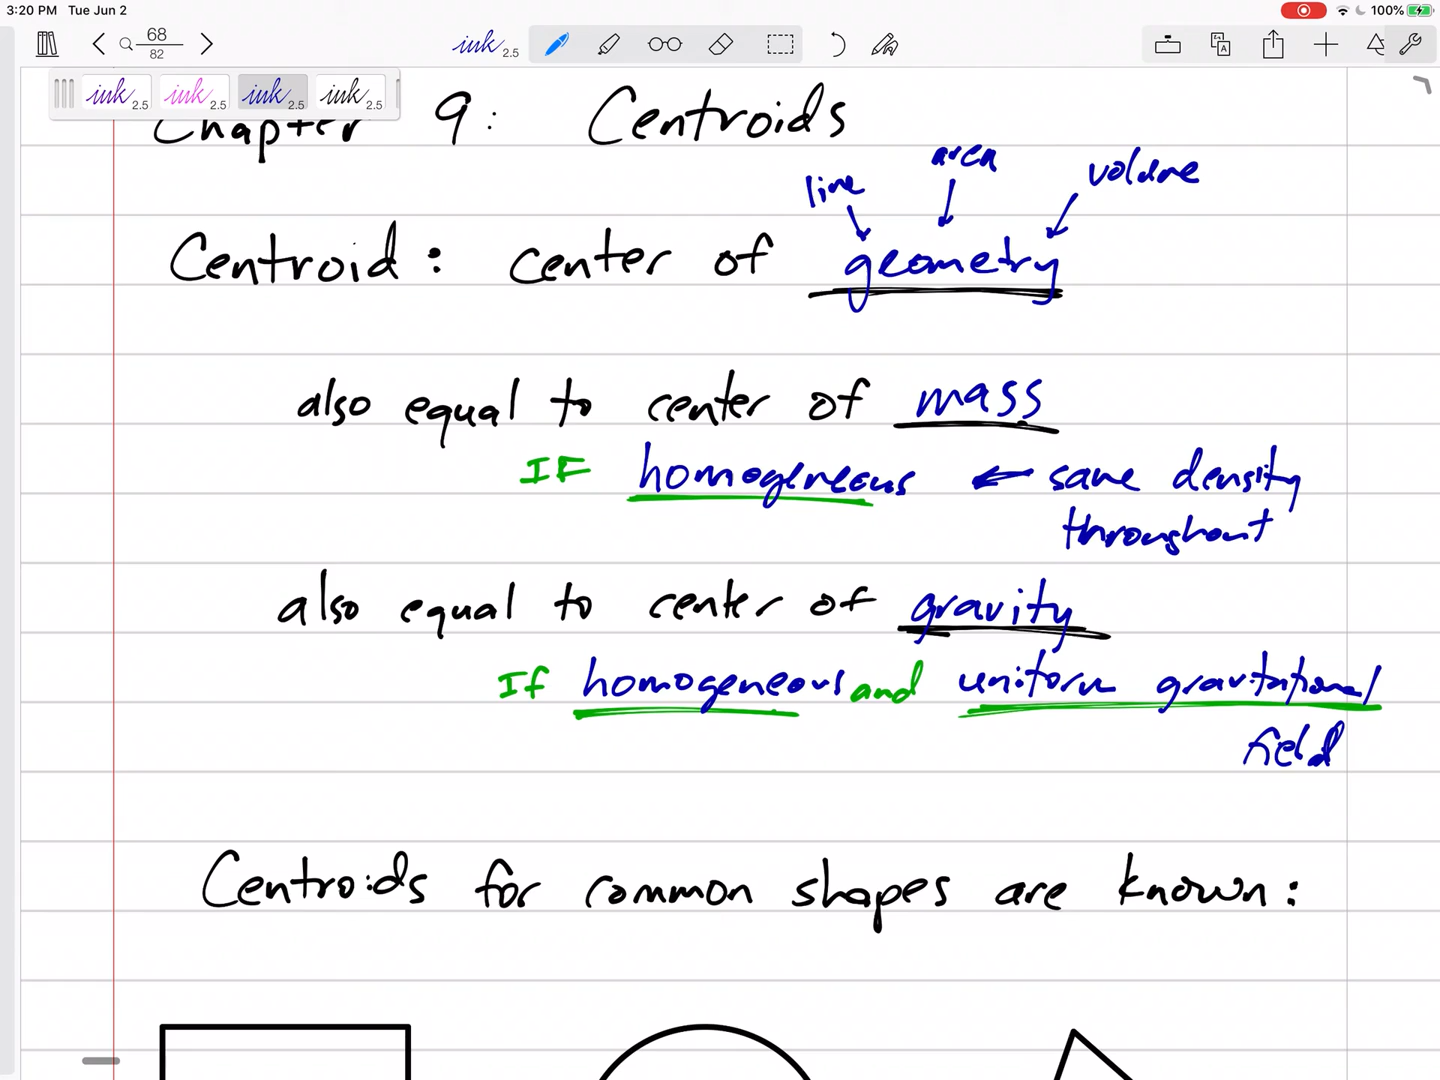 3:20 PM Tue Jun 2
100%
68
82
ink 2.5
ink 2.5 ink 2.5 ink 2.5 ink 2.5
Chapter 9: Centroids
line area volume
Centroid: center of geometry
also equal to center of mass
IF homogeneous ← same density
throughout
also equal to center of gravity
If homogeneous and uniform gravitational
field
Centroids for common shapes are known: